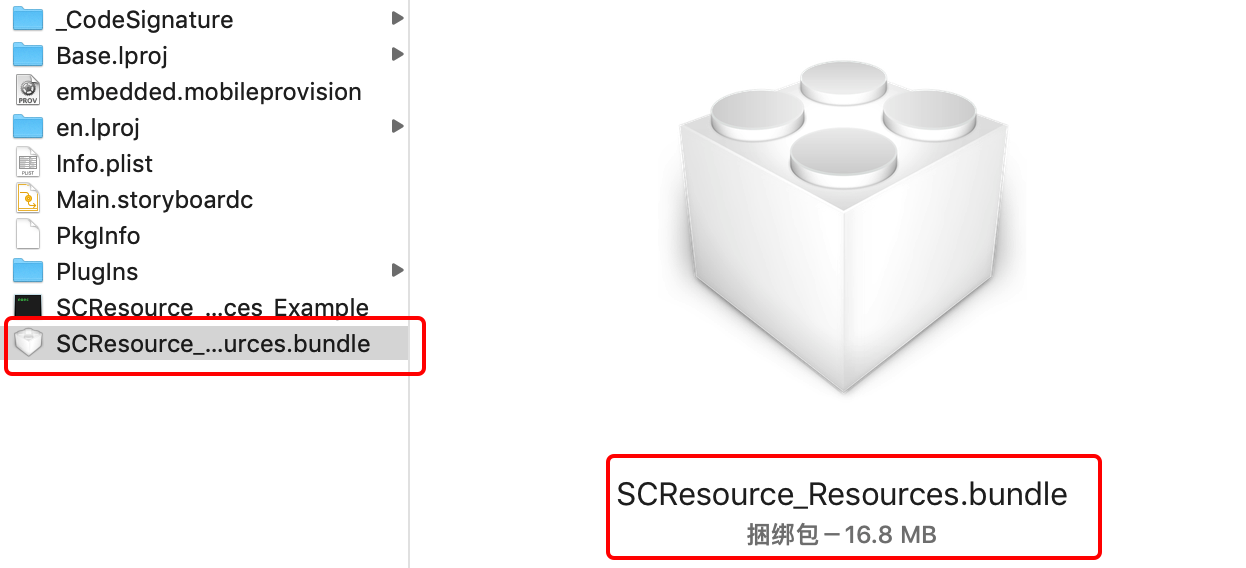 _CodeSignature
Base.lproj
embedded.mobileprovision
en.lproj
Info.plist
Main.storyboardc
PkgInfo
PlugIns
SCResource_...ces_Example
SCResource_...urces.bundle
SCResource_Resources.bundle
捆绑包－16.8 MB
PROV
PLIST